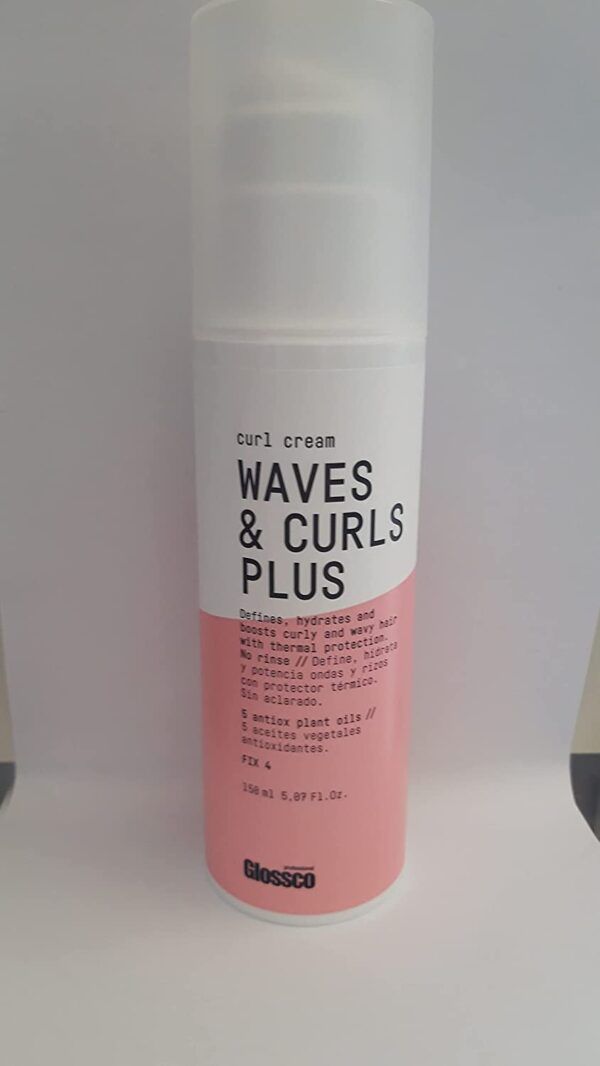 curl cream
WAVES
& CURLS
PLUS
Defines, hydrates and
boosts curly and wavy hair
with thermal protection.
No rinse // Define, hidrata
y potencia ondas y rizos
con protector térmico.
Sin aclarado.
5 antiox plant oils //
5 aceites vegetales
antioxidantes.
FIX 4
150 ml 5,07 Fl.Oz.
professional
Glossco